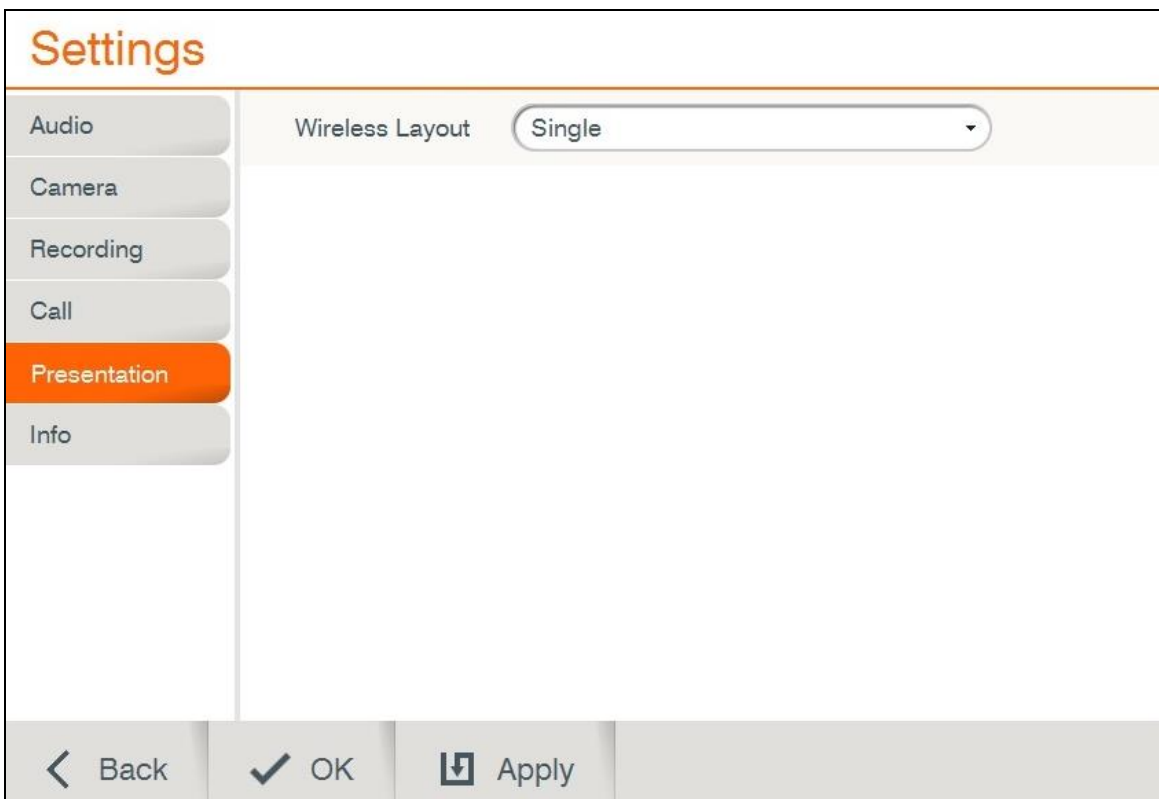 Settings
Audio
Wireless Layout Single
Camera
Recording
Call
Presentation
Info
Back OK Apply